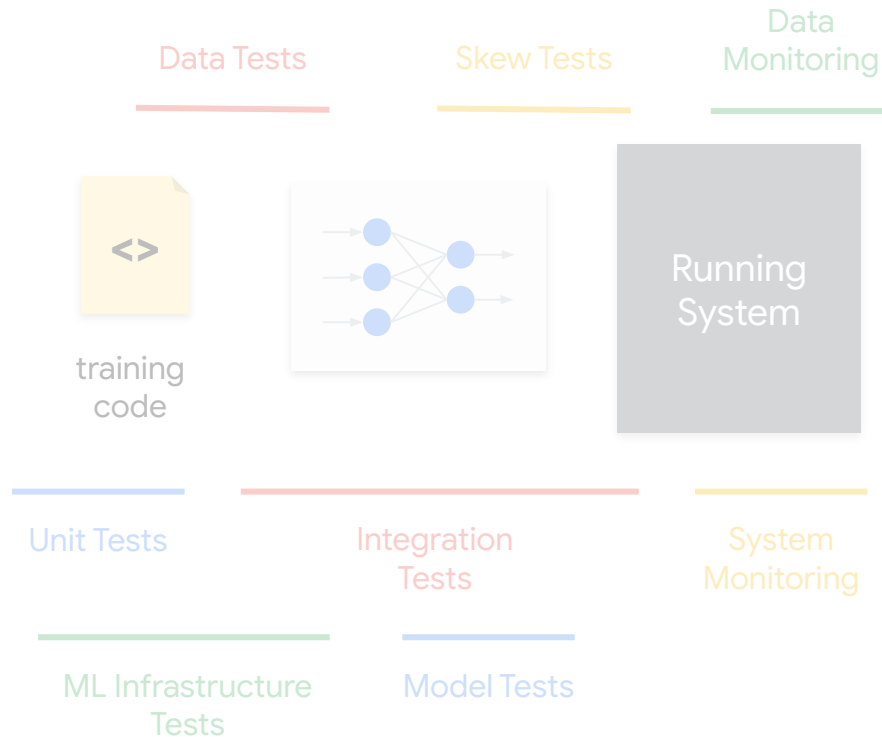 Data Tests
Skew Tests
Data
Monitoring
<>
training
code
Running
System
Unit Tests
Integration
Tests
System
Monitoring
ML Infrastructure
Tests
Model Tests